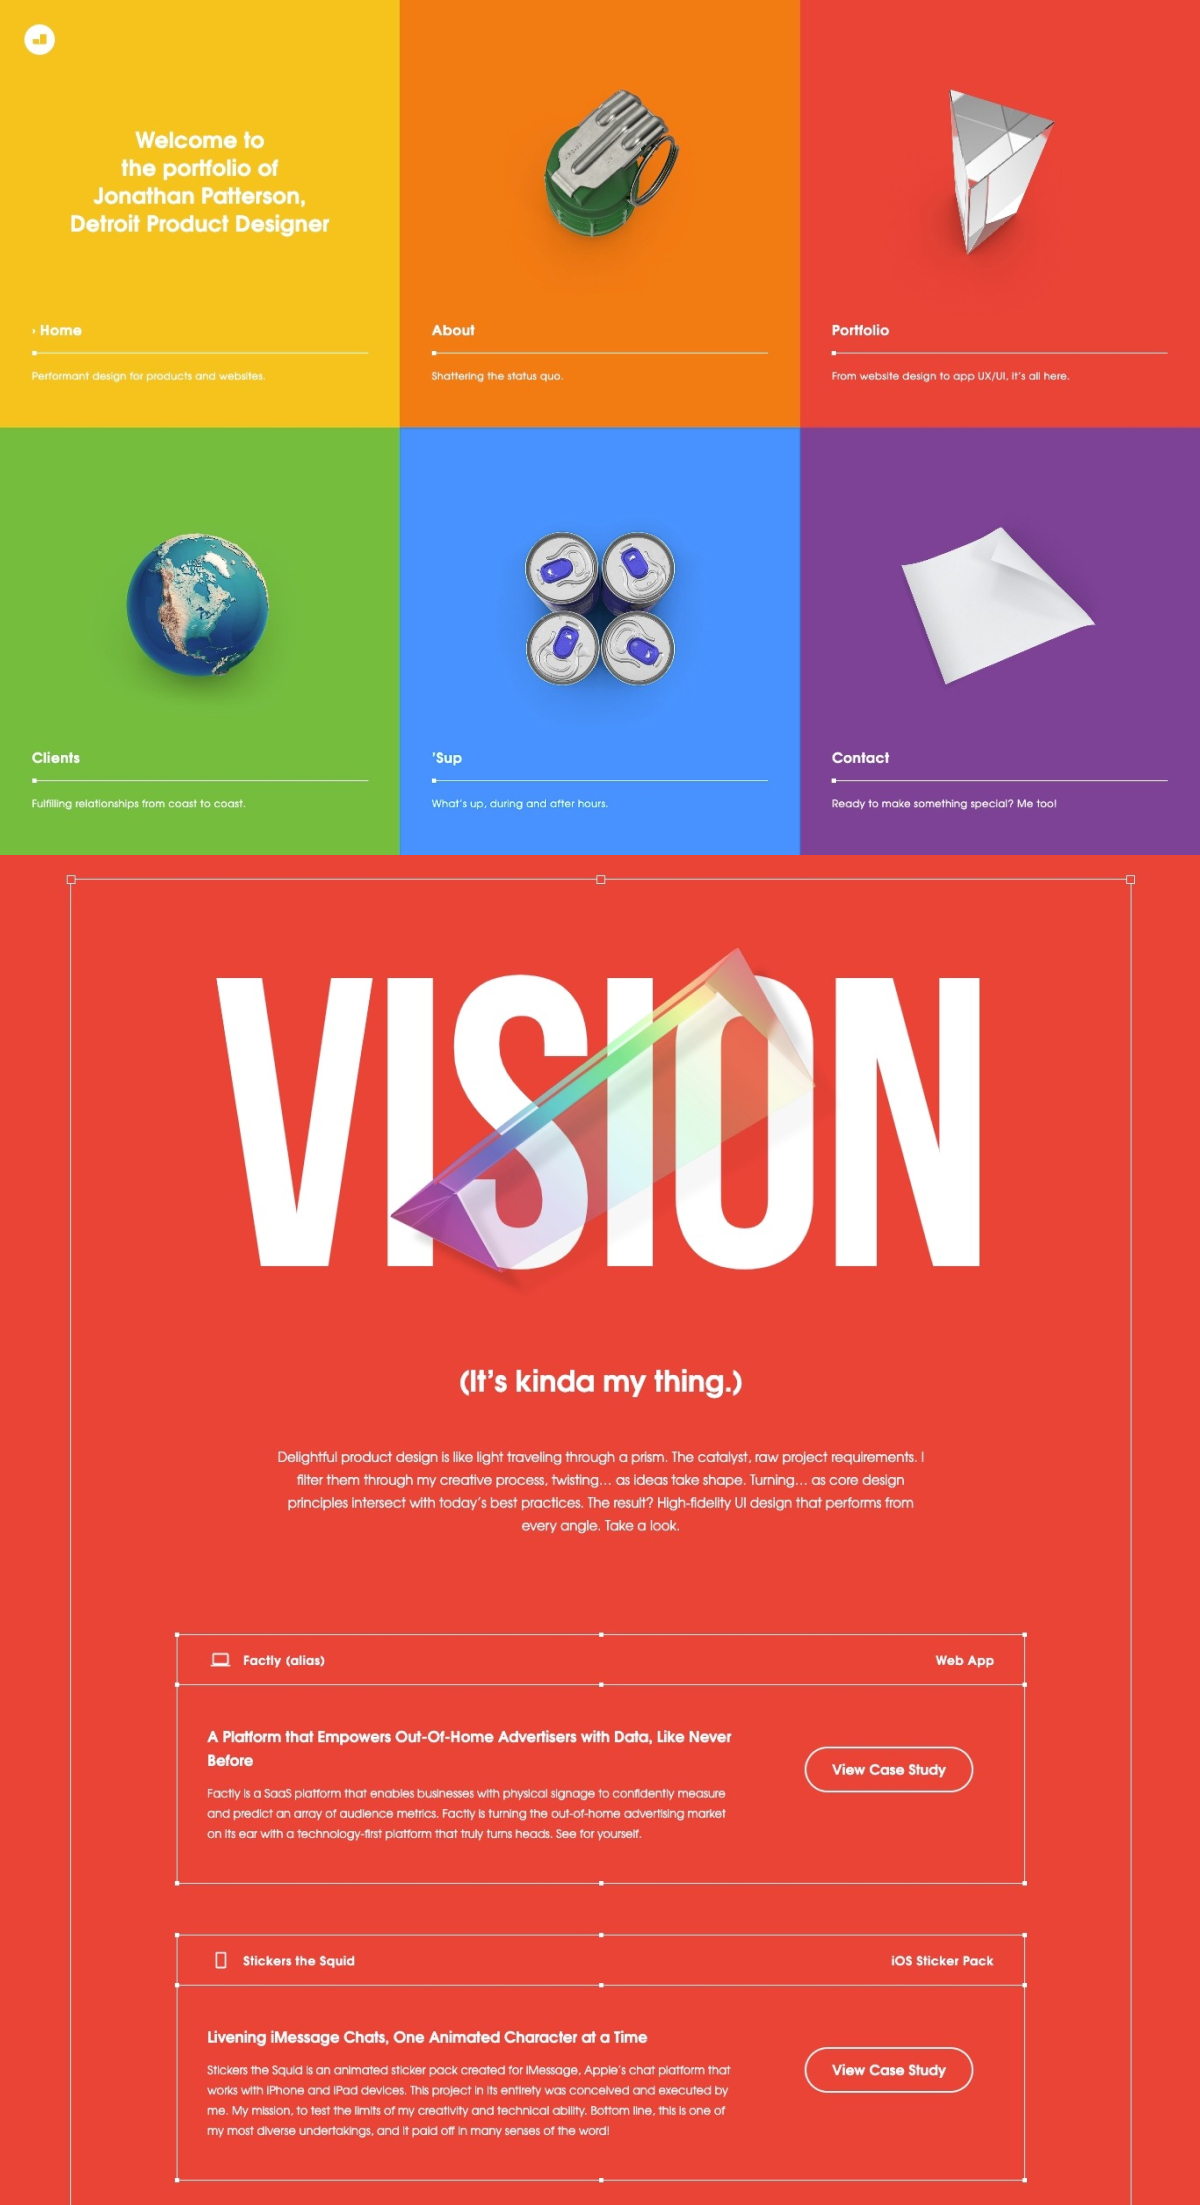 Welcome to
the portfolio of
Jonathan Patterson,
Detroit Product Designer
› Home
Performant design for products and websites.
About
Shattering the status quo.
Portfolio
From website design to app UX/UI, it's all here.
Clients
Fulfilling relationships from coast to coast.
'Sup
What's up, during and after hours.
Contact
Ready to make something special? Me too!
VISION
(It's kinda my thing.)
Delightful product design is like light traveling through a prism. The catalyst, raw project requirements. I
filter them through my creative process, twisting... as ideas take shape. Turning... as core design
principles intersect with today's best practices. The result? High-fidelity UI design that performs from
every angle. Take a look.
Factly (alias)
Web App
A Platform that Empowers Out-Of-Home Advertisers with Data, Like Never
Before
Factly is a SaaS platform that enables businesses with physical signage to confidently measure
and predict an array of audience metrics. Factly is turning the out-of-home advertising market
on its ear with a technology-first platform that truly turns heads. See for yourself.
View Case Study
Stickers the Squid
iOS Sticker Pack
Livening iMessage Chats, One Animated Character at a Time
Stickers the Squid is an animated sticker pack created for iMessage, Apple's chat platform that
works with iPhone and iPad devices. This project in its entirety was conceived and executed by
me. My mission, to test the limits of my creativity and technical ability. Bottom line, this is one of
my most diverse undertakings, and it paid off in many senses of the word!
View Case Study